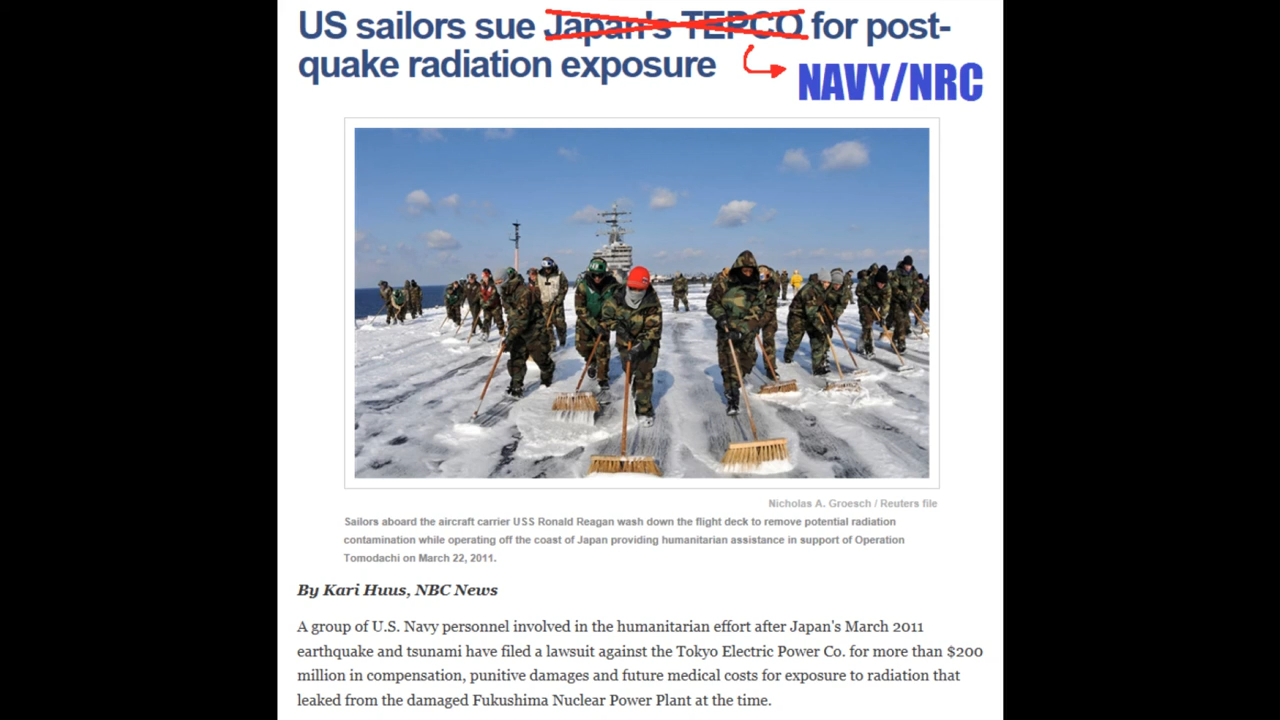 US sailors sue Japan's TEPCO for post-
quake radiation exposure
NAVY/NRC
Nicholas A. Groesch / Reuters file
Sailors aboard the aircraft carrier USS Ronald Reagan wash down the flight deck to remove potential radiation
contamination while operating off the coast of Japan providing humanitarian assistance in support of Operation
Tomodachi on March 22, 2011.
By Kari Huus, NBC News
A group of U.S. Navy personnel involved in the humanitarian effort after Japan's March 2011
earthquake and tsunami have filed a lawsuit against the Tokyo Electric Power Co. for more than $200
million in compensation, punitive damages and future medical costs for exposure to radiation that
leaked from the damaged Fukushima Nuclear Power Plant at the time.